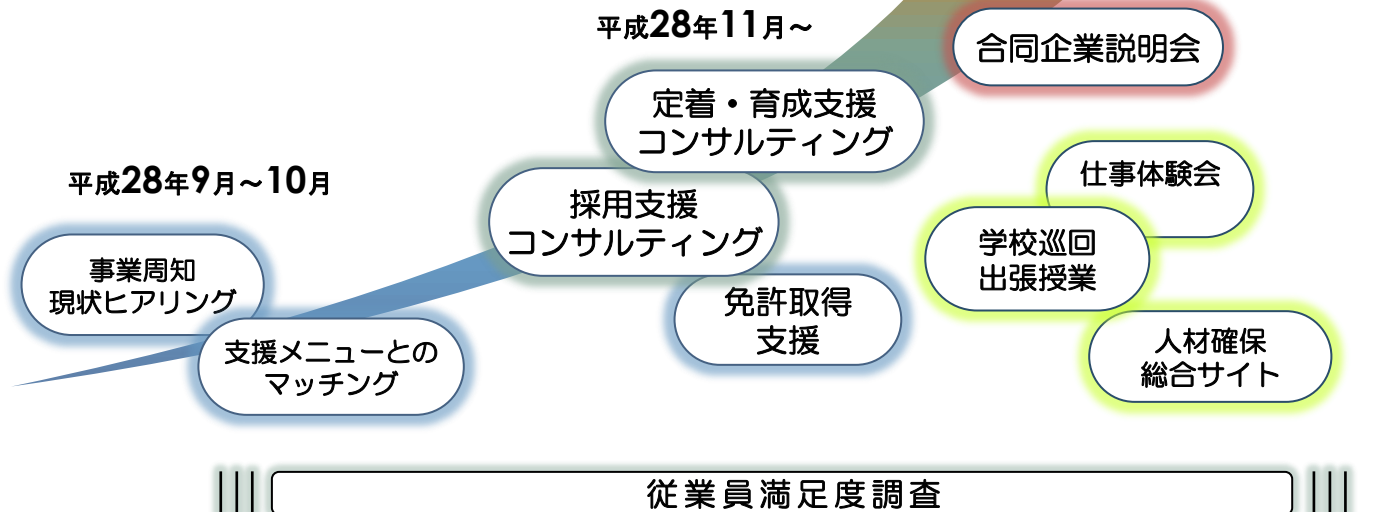 平成28年11月～
合同企業説明会
定着・育成支援
コンサルティング
平成28年9月～10月
仕事体験会
採用支援
コンサルティング
学校巡回
出張授業
事業周知
現状ヒアリング
免許取得
支援
人材確保
総合サイト
支援メニューとの
マッチング
従業員満足度調査